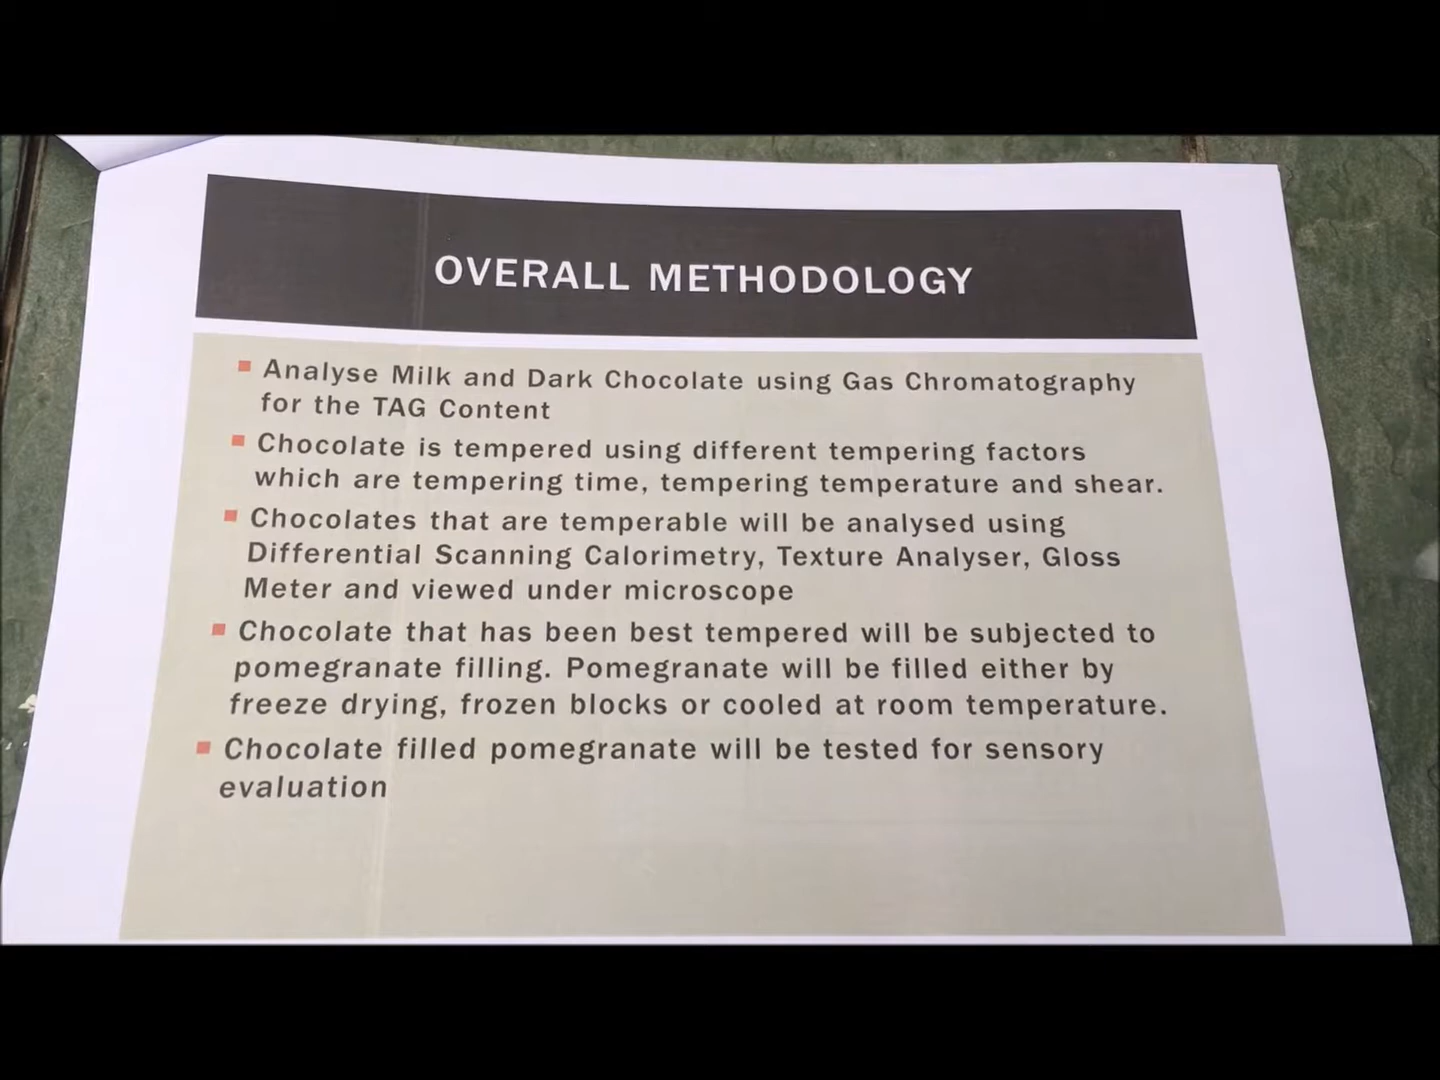 OVERALL METHODOLOGY
Analyse Milk and Dark Chocolate using Gas Chromatography
for the TAG Content
Chocolate is tempered using different tempering factors
which are tempering time, tempering temperature and shear.
Chocolates that are temperable will be analysed using
Differential Scanning Calorimetry, Texture Analyser, Gloss
Meter and viewed under microscope
Chocolate that has been best tempered will be subjected to
pomegranate filling. Pomegranate will be filled either by
freeze drying, frozen blocks or cooled at room temperature.
Chocolate filled pomegranate will be tested for sensory
evaluation